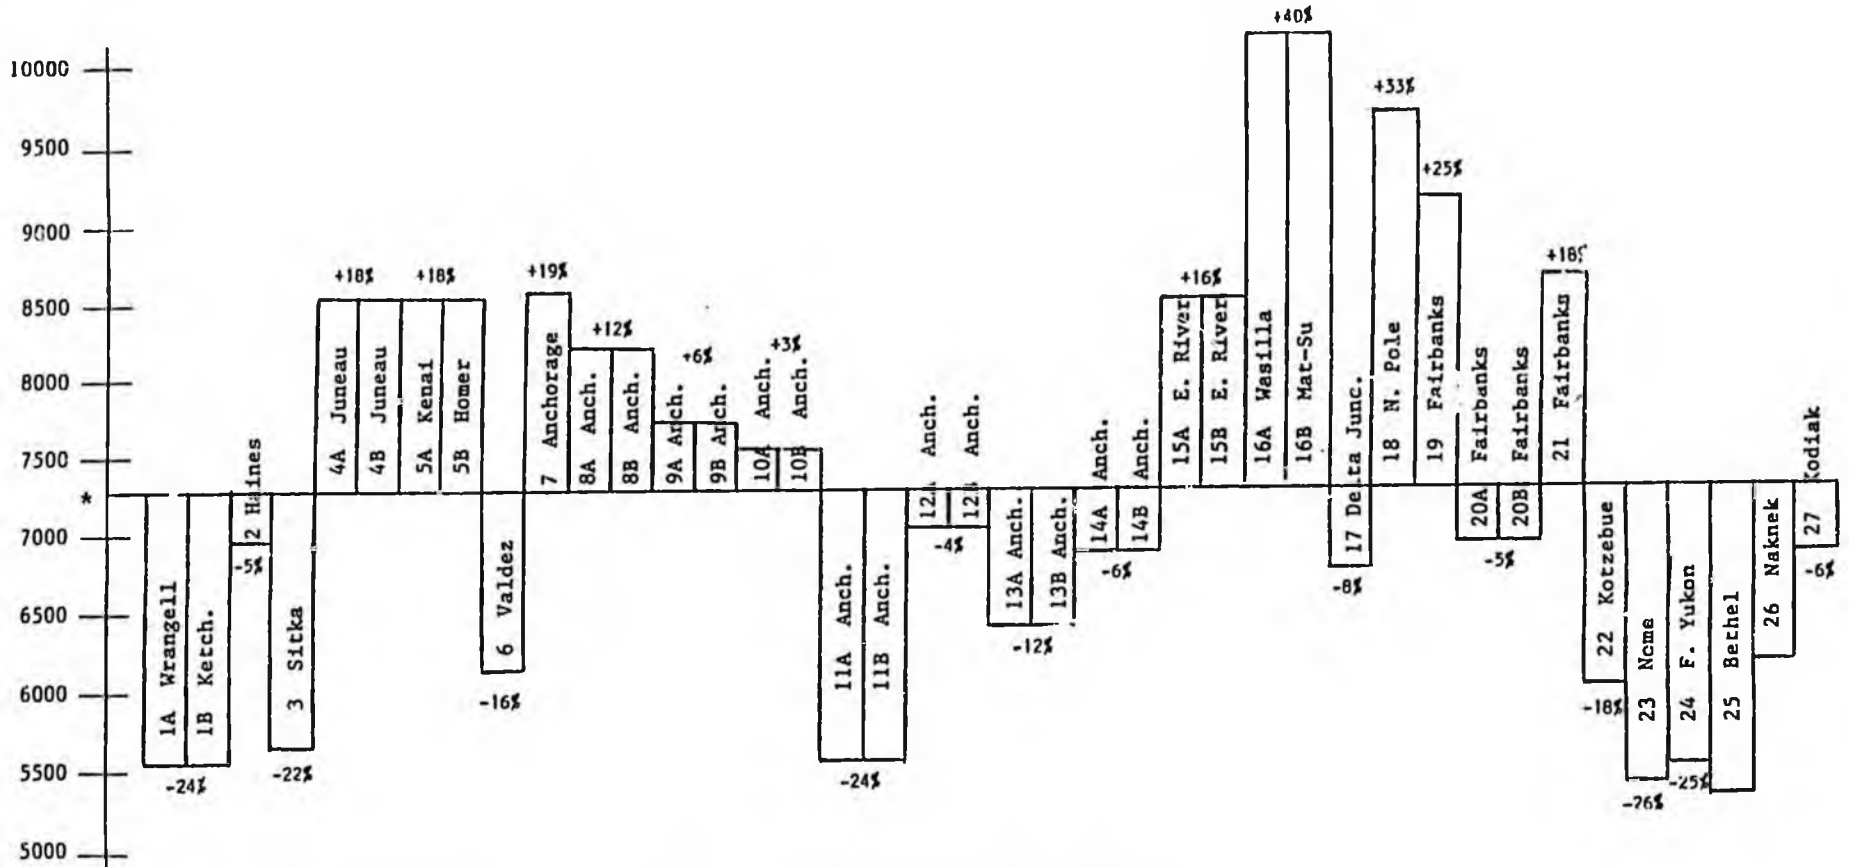 10000
9500
9000
8500
8000
7500
*
7000
6500
6000
5500
5000
1A Wrangell
1B Ketch.
-24%
2 Haines
-5%
3 Sitka
-22%
4A Juneau
4B Juneau
+18%
5A Kenai
5B Homer
+18%
6 Valdez
-16%
7 Anchorage
+19%
8A Anch.
8B Anch.
+12%
9A Anch.
9B Anch.
+6%
10A Anch.
10B Anch.
+3%
11A Anch.
11B Anch.
-24%
12A Anch.
12B Anch.
-4%
13A Anch.
13B Anch.
-12%
14A Anch.
14B Anch.
-6%
15A E. River
15B E. River
+16%
16A Wasilla
16B Mat-Su
+40%
17 Delta Junc.
-8%
18 N. Pole
+33%
19 Fairbanks
+25%
20A Fairbanks
20B Fairbanks
-5%
21 Fairbanks
+18%
22 Kotzebue
-18%
23 Nome
-26%
24 F. Yukon
-25%
25 Bethel
26 Naknek
27 Kodiak
-6%